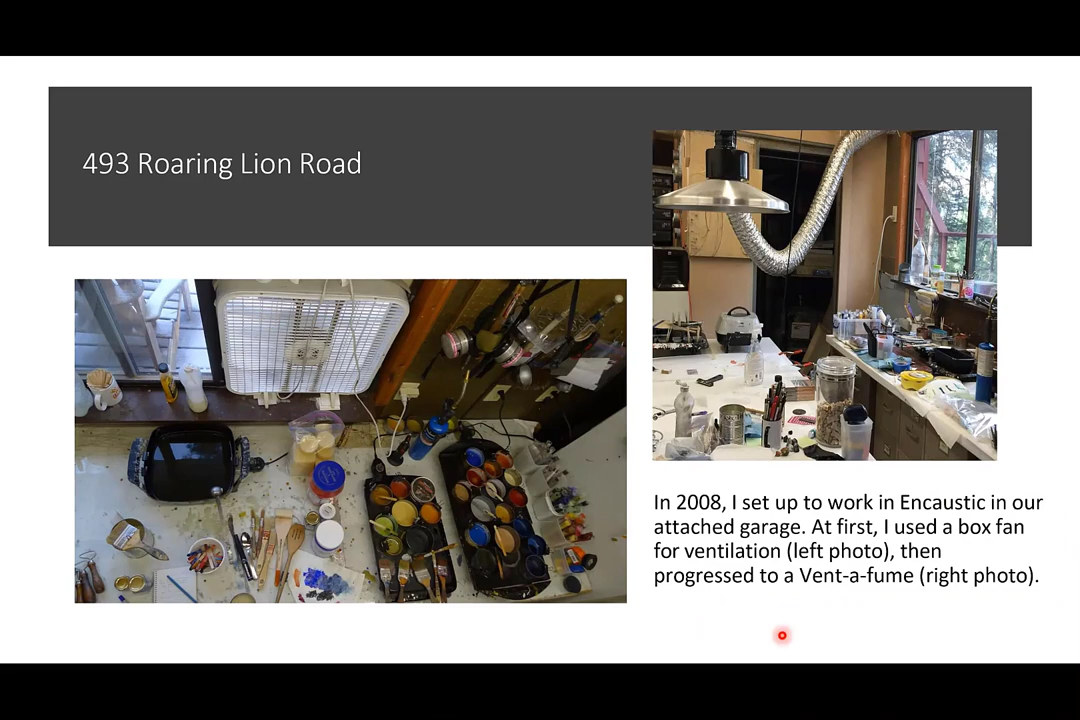 493 Roaring Lion Road
In 2008, I set up to work in Encaustic in our
attached garage. At first, I used a box fan
for ventilation (left photo), then
progressed to a Vent-a-fume (right photo).